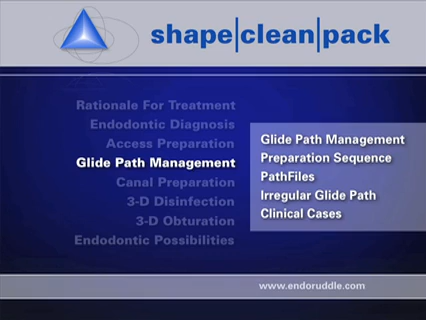 shape|clean|pack
Rationale For Treatment
Endodontic Diagnosis
Access Preparation
Glide Path Management
Canal Preparation
3-D Disinfection
3-D Obturation
Endodontic Possibilities
Glide Path Management
Preparation Sequence
PathFiles
Irregular Glide Path
Clinical Cases
www.endoruddle.com